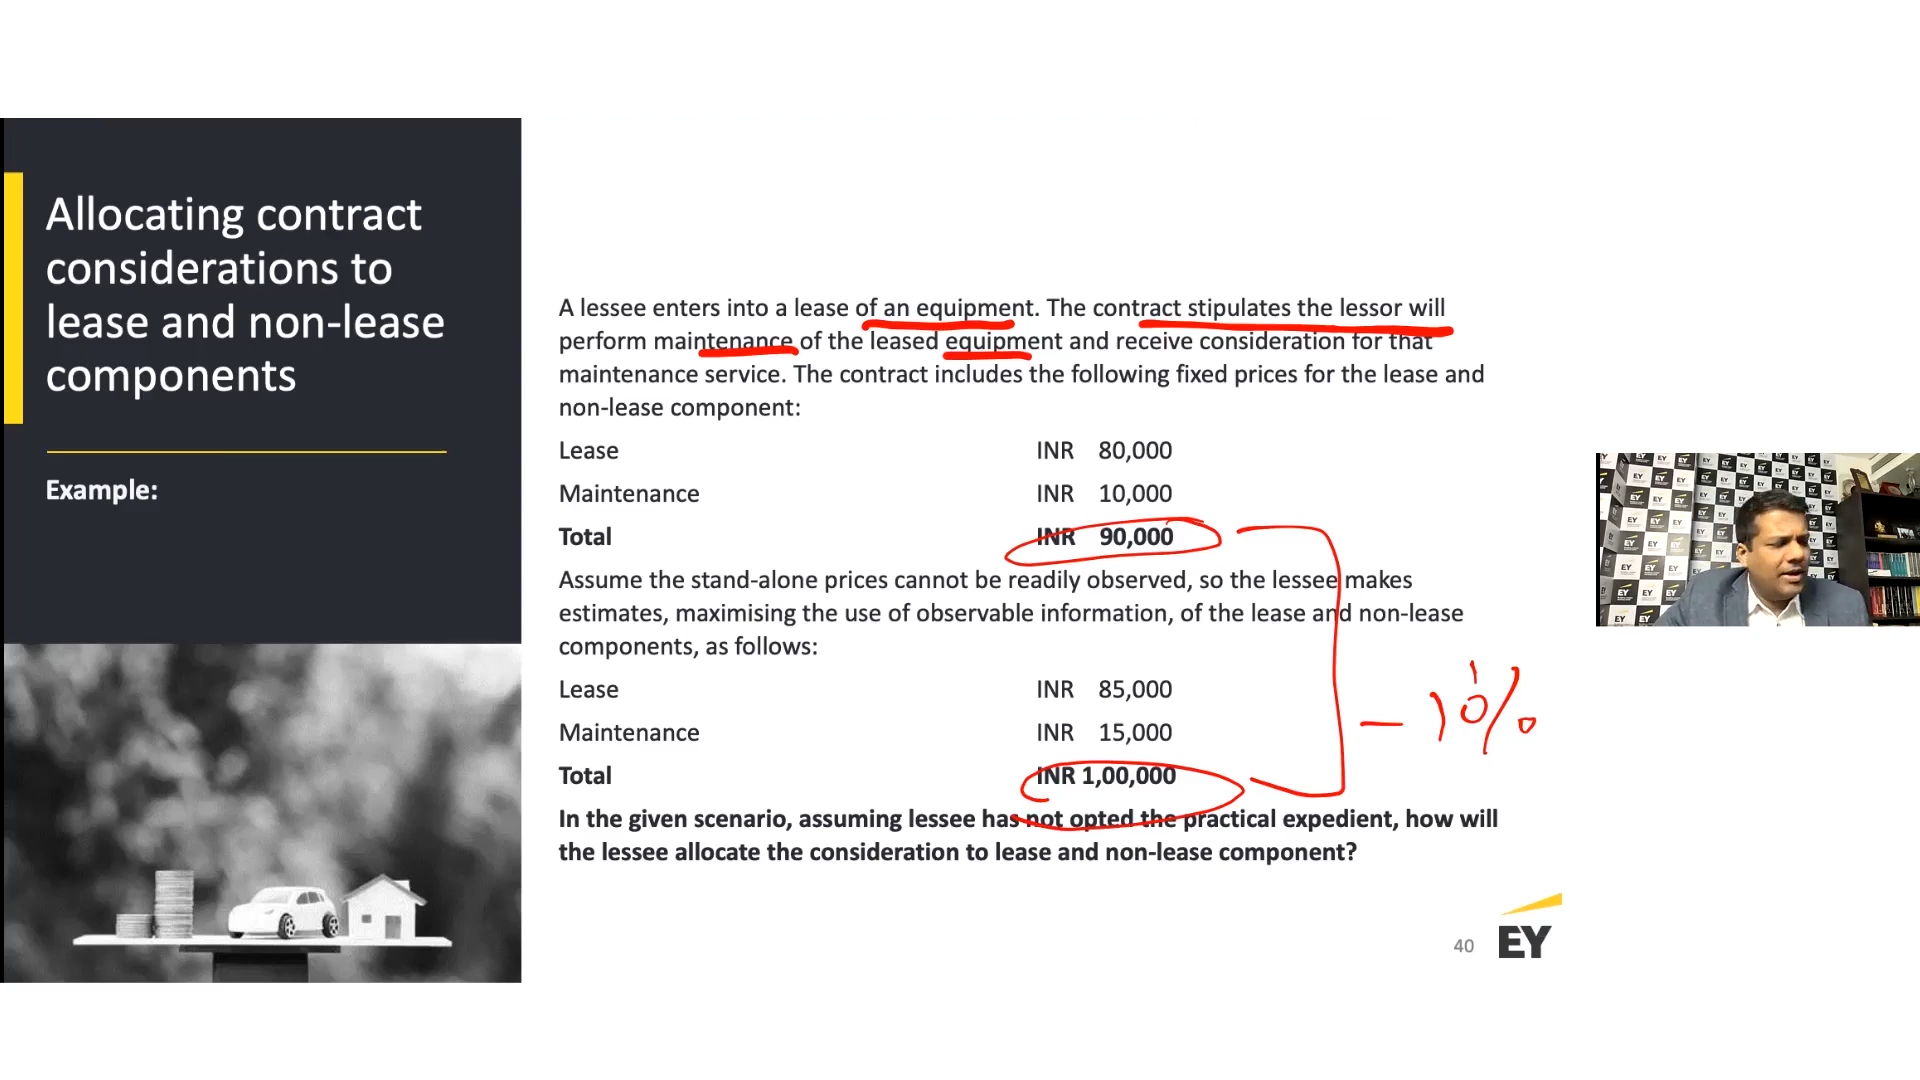 Allocating contract
considerations to
lease and non-lease
components
Example:
A lessee enters into a lease of an equipment. The contract stipulates the lessor will
perform maintenance of the leased equipment and receive consideration for that
maintenance service. The contract includes the following fixed prices for the lease and
non-lease component:
Lease INR 80,000
Maintenance INR 10,000
Total INR 90,000
Assume the stand-alone prices cannot be readily observed, so the lessee makes
estimates, maximising the use of observable information, of the lease and non-lease
components, as follows:
Lease INR 85,000
Maintenance INR 15,000
Total INR 1,00,000
– 10%
In the given scenario, assuming lessee has not opted the practical expedient, how will
the lessee allocate the consideration to lease and non-lease component?
40 EY